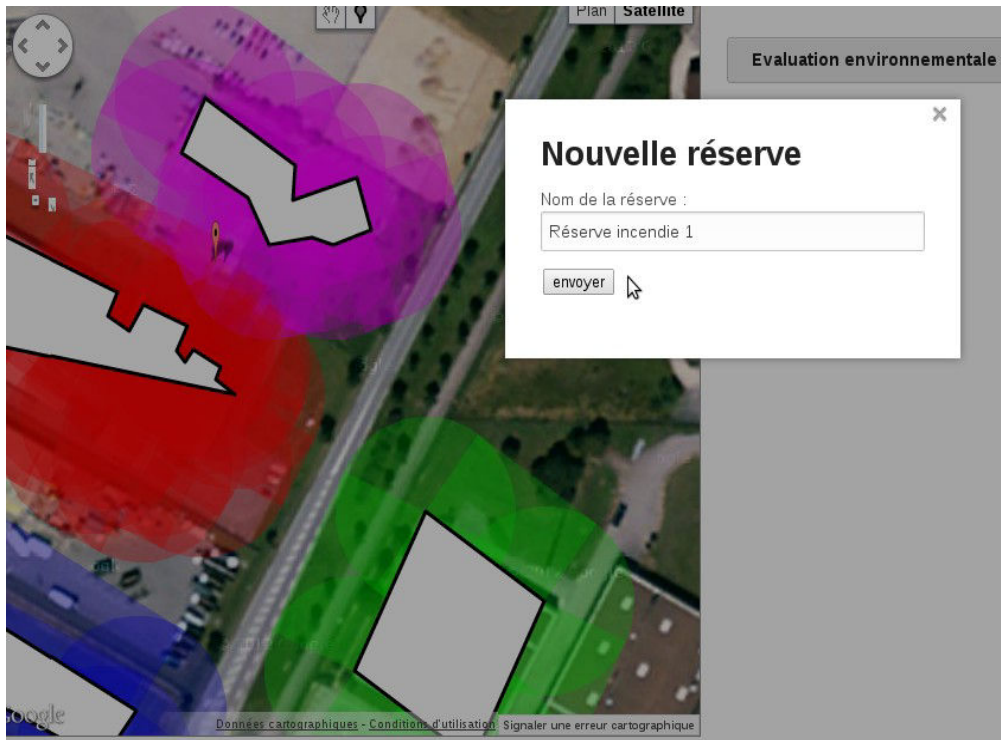 Plan Satellite
Evaluation environnementale
Nouvelle réserve
Nom de la réserve :
Réserve incendie 1
envoyer
Google
Données cartographiques - Conditions d'utilisation Signaler une erreur cartographique